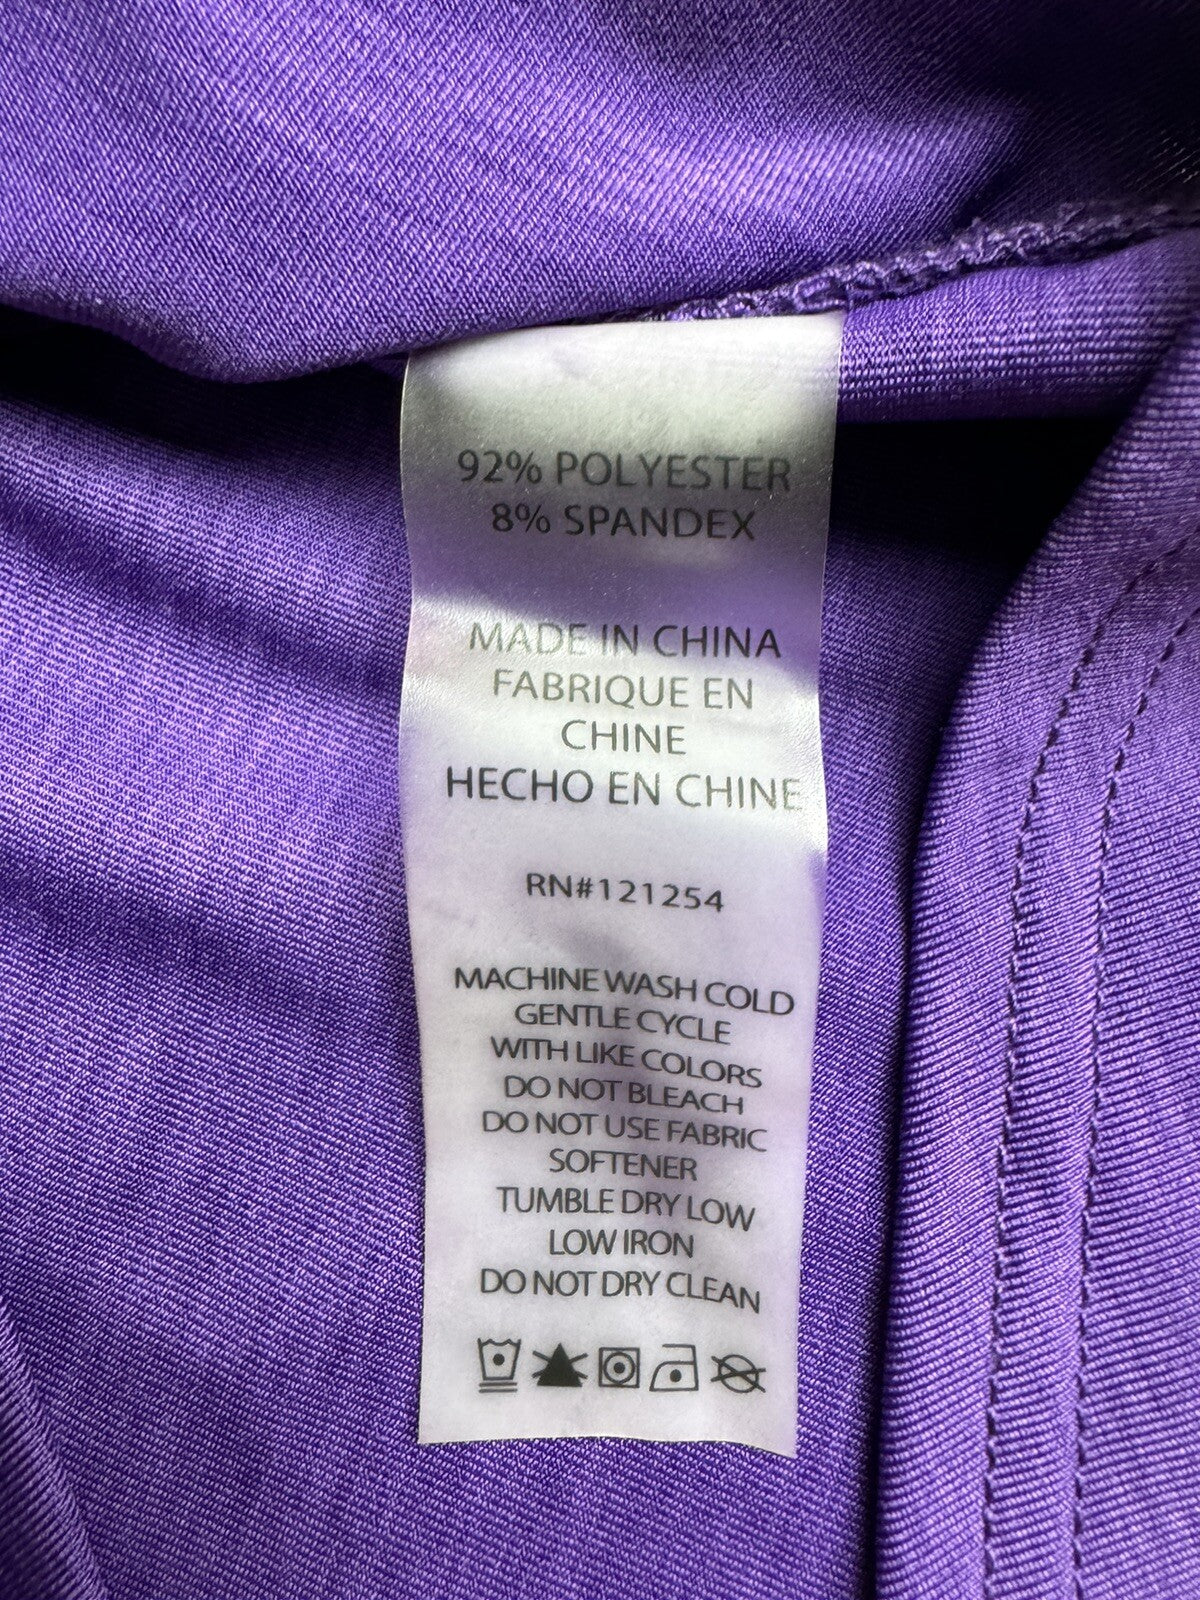 92% POLYESTER
8% SPANDEX
MADE IN CHINA
FABRIQUE EN
CHINE
HECHO EN CHINE
RN#121254
MACHINE WASH COLD
GENTLE CYCLE
WITH LIKE COLORS
DO NOT BLEACH
DO NOT USE FABRIC
SOFTENER
TUMBLE DRY LOW
LOW IRON
DO NOT DRY CLEAN